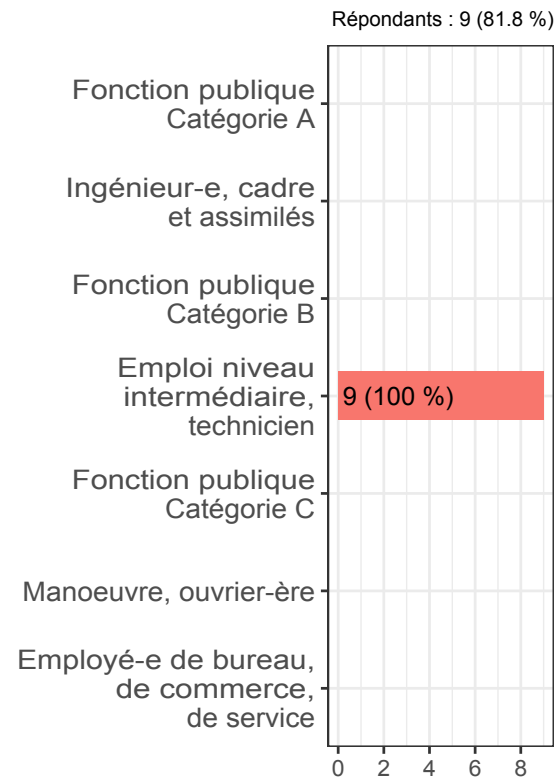 Répondants : 9 (81.8 %)
Fonction publique
Catégorie A
Ingénieur-e, cadre
et assimilés
Fonction publique
Catégorie B
Emploi niveau
intermédiaire,
technicien
9 (100 %)
Fonction publique
Catégorie C
Manoeuvre, ouvrier-ère
Employé-e de bureau,
de commerce,
de service
0 2 4 6 8